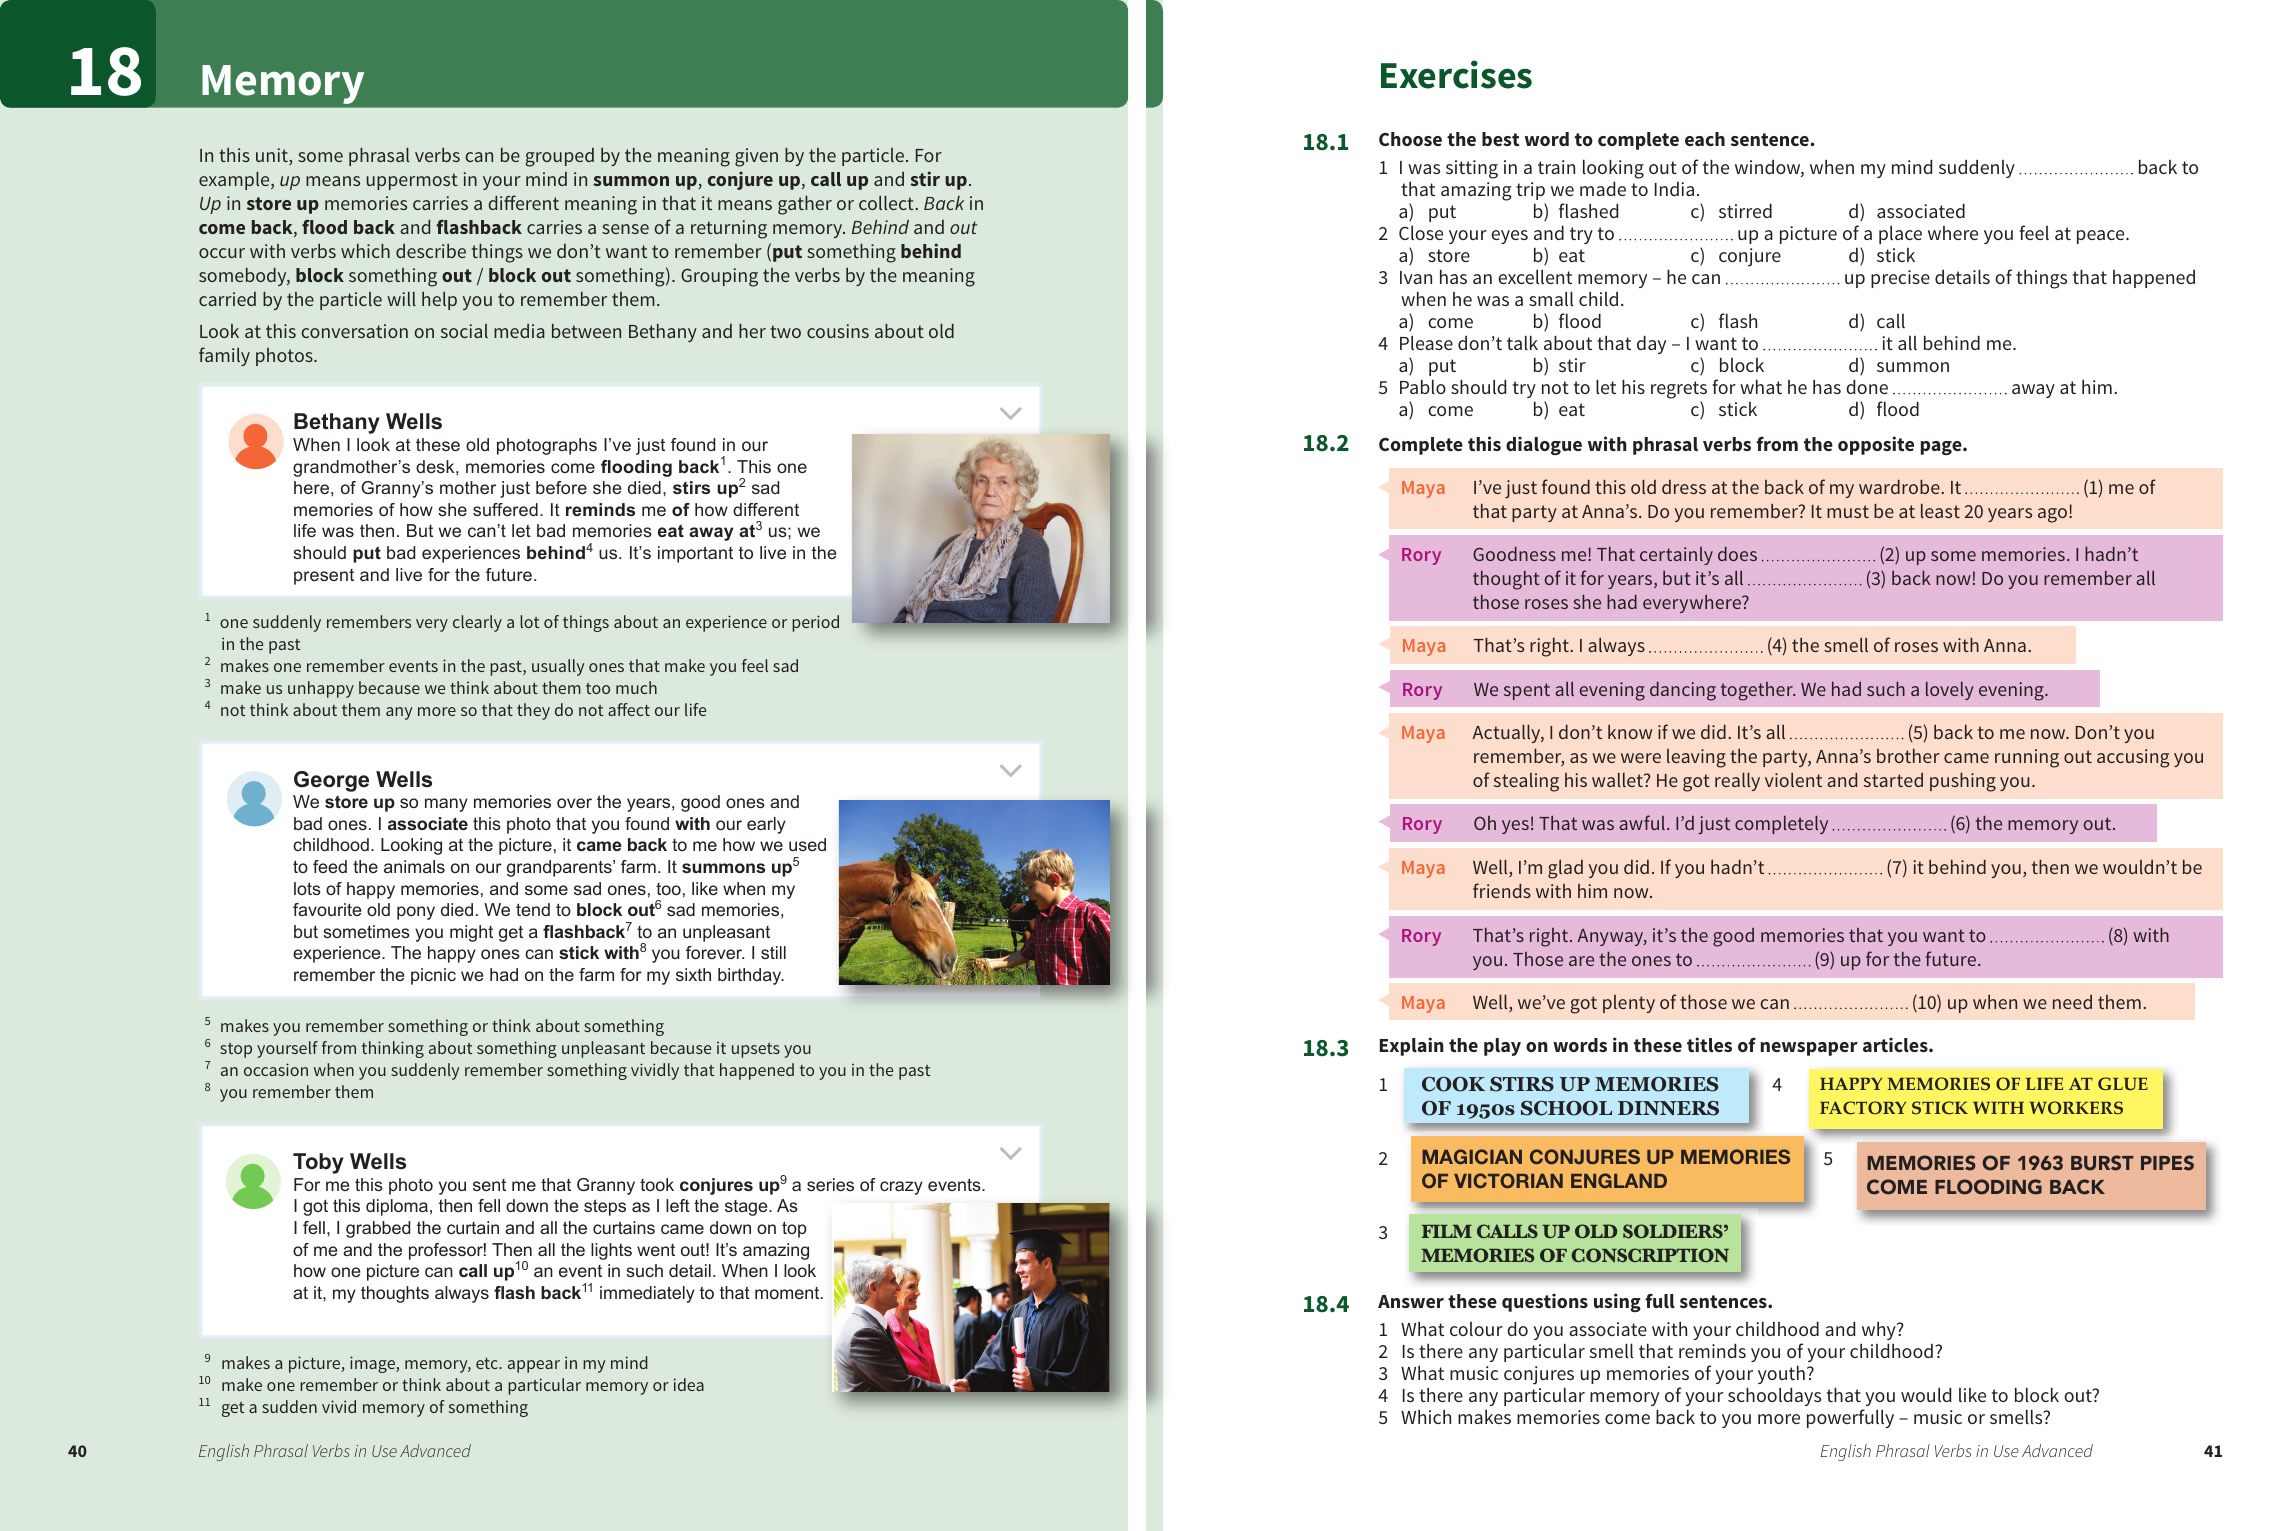 18
Memory
In this unit, some phrasal verbs can be grouped by the meaning given by the particle. For
example, up means uppermost in your mind in summon up, conjure up, call up and stir up.
Up in store up memories carries a different meaning in that it means gather or collect. Back in
come back, flood back and flashback carries a sense of a returning memory. Behind and out
occur with verbs which describe things we don't want to remember (put something behind
somebody, block something out / block out something). Grouping the verbs by the meaning
carried by the particle will help you to remember them.
Look at this conversation on social media between Bethany and her two cousins about old
family photos.
Bethany Wells
When I look at these old photographs I've just found in our
grandmother's desk, memories come flooding back1. This one
here, of Granny's mother just before she died, stirs up2 sad
memories of how she suffered. It reminds me of how different
life was then. But we can't let bad memories eat away at3 us; we
should put bad experiences behind4 us. It's important to live in the
present and live for the future.
1 one suddenly remembers very clearly a lot of things about an experience or period
in the past
2 makes one remember events in the past, usually ones that make you feel sad
3 make us unhappy because we think about them too much
4 not think about them any more so that they do not affect our life
George Wells
We store up so many memories over the years, good ones and
bad ones. I associate this photo that you found with our early
childhood. Looking at the picture, it came back to me how we used
to feed the animals on our grandparents' farm. It summons up5
lots of happy memories, and some sad ones, too, like when my
favourite old pony died. We tend to block out6 sad memories,
but sometimes you might get a flashback7 to an unpleasant
experience. The happy ones can stick with8 you forever. I still
remember the picnic we had on the farm for my sixth birthday.
5 makes you remember something or think about something
6 stop yourself from thinking about something unpleasant because it upsets you
7 an occasion when you suddenly remember something vividly that happened to you in the past
8 you remember them
Toby Wells
For me this photo you sent me that Granny took conjures up9 a series of crazy events.
I got this diploma, then fell down the steps as I left the stage. As
I fell, I grabbed the curtain and all the curtains came down on top
of me and the professor! Then all the lights went out! It's amazing
how one picture can call up10 an event in such detail. When I look
at it, my thoughts always flash back11 immediately to that moment.
9 makes a picture, image, memory, etc. appear in my mind
10 make one remember or think about a particular memory or idea
11 get a sudden vivid memory of something
40 English Phrasal Verbs in Use Advanced
Exercises
18.1 Choose the best word to complete each sentence.
1 I was sitting in a train looking out of the window, when my mind suddenly ....................... back to
that amazing trip we made to India.
a) put b) flashed c) stirred d) associated
2 Close your eyes and try to ....................... up a picture of a place where you feel at peace.
a) store b) eat c) conjure d) stick
3 Ivan has an excellent memory – he can ....................... up precise details of things that happened
when he was a small child.
a) come b) flood c) flash d) call
4 Please don't talk about that day – I want to ....................... it all behind me.
a) put b) stir c) block d) summon
5 Pablo should try not to let his regrets for what he has done ....................... away at him.
a) come b) eat c) stick d) flood
18.2 Complete this dialogue with phrasal verbs from the opposite page.
Maya I've just found this old dress at the back of my wardrobe. It ....................... (1) me of
that party at Anna's. Do you remember? It must be at least 20 years ago!
Rory Goodness me! That certainly does ....................... (2) up some memories. I hadn't
thought of it for years, but it's all ....................... (3) back now! Do you remember all
those roses she had everywhere?
Maya That's right. I always ....................... (4) the smell of roses with Anna.
Rory We spent all evening dancing together. We had such a lovely evening.
Maya Actually, I don't know if we did. It's all ....................... (5) back to me now. Don't you
remember, as we were leaving the party, Anna's brother came running out accusing you
of stealing his wallet? He got really violent and started pushing you.
Rory Oh yes! That was awful. I'd just completely ....................... (6) the memory out.
Maya Well, I'm glad you did. If you hadn't ....................... (7) it behind you, then we wouldn't be
friends with him now.
Rory That's right. Anyway, it's the good memories that you want to ....................... (8) with
you. Those are the ones to ....................... (9) up for the future.
Maya Well, we've got plenty of those we can ....................... (10) up when we need them.
18.3 Explain the play on words in these titles of newspaper articles.
1 COOK STIRS UP MEMORIES
OF 1950s SCHOOL DINNERS
2 MAGICIAN CONJURES UP MEMORIES
OF VICTORIAN ENGLAND
3 FILM CALLS UP OLD SOLDIERS'
MEMORIES OF CONSCRIPTION
4 HAPPY MEMORIES OF LIFE AT GLUE
FACTORY STICK WITH WORKERS
5 MEMORIES OF 1963 BURST PIPES
COME FLOODING BACK
18.4 Answer these questions using full sentences.
1 What colour do you associate with your childhood and why?
2 Is there any particular smell that reminds you of your childhood?
3 What music conjures up memories of your youth?
4 Is there any particular memory of your schooldays that you would like to block out?
5 Which makes memories come back to you more powerfully – music or smells?
English Phrasal Verbs in Use Advanced 41